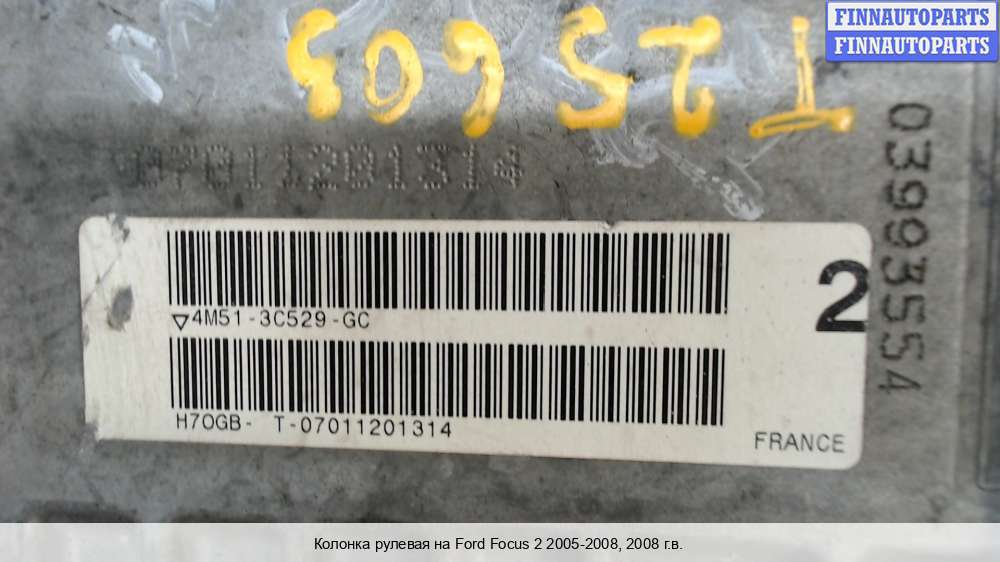 FINNAUTOPARTS
FINNAUTOPARTS
T25603
07011201314
03993554
4M51-3C529-GC
2
H7OGB- T-07011201314
FRANCE
Колонка рулевая на Ford Focus 2 2005-2008, 2008 г.в.